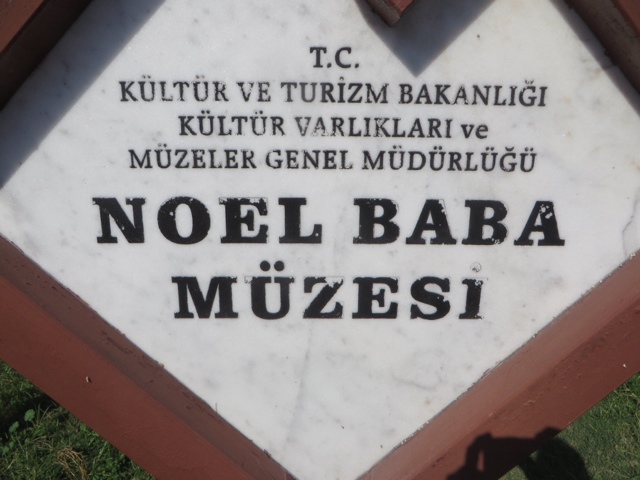 T.C.
KÜLTÜR VE TURİZM BAKANLIĞI
KÜLTÜR VARLIKLARI ve
MÜZELER GENEL MÜDÜRLÜĞÜ
NOEL BABA
MÜZESİ